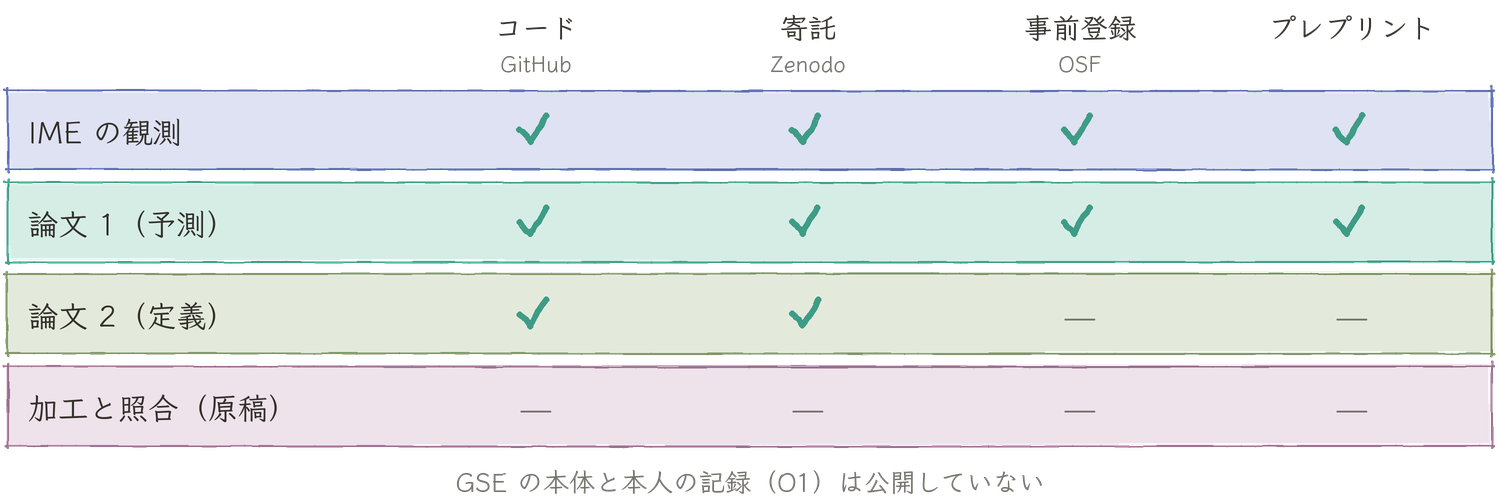 コード 寄託 事前登録 プレプリント
GitHub Zenodo OSF
IME の観測 ✓ ✓ ✓ ✓
論文 1（予測） ✓ ✓ ✓ ✓
論文 2（定義） ✓ ✓ — —
加工と照合（原稿） — — — —
GSE の本体と本人の記録（O1）は公開していない